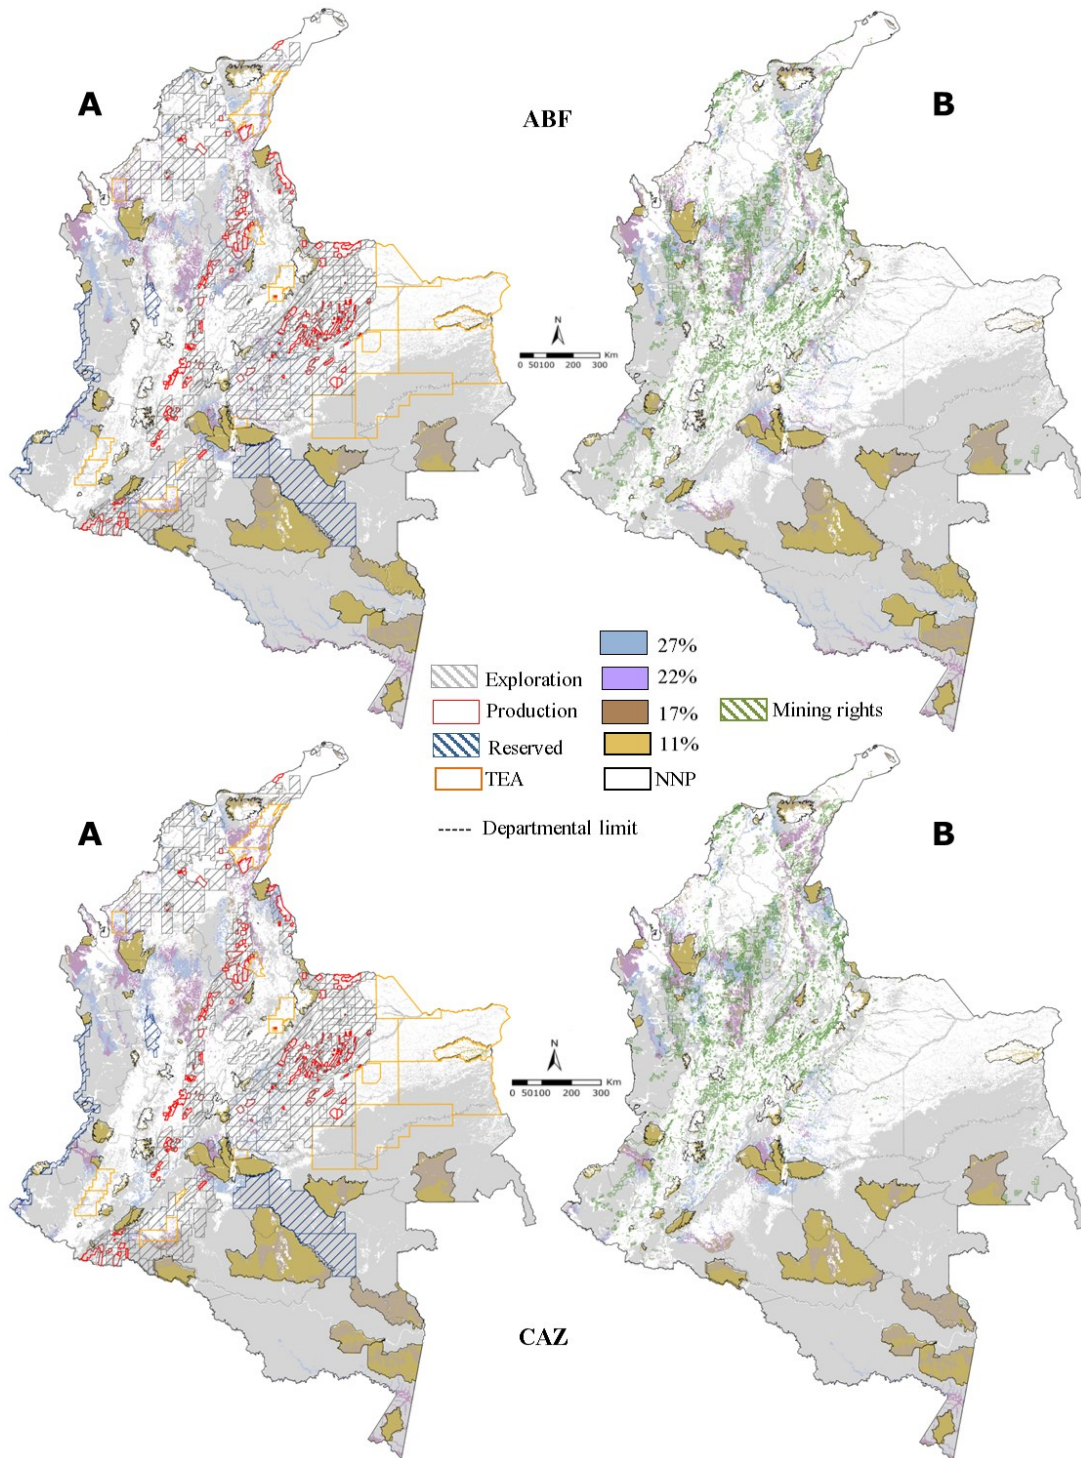 A
ABF
B
N
0 50100 200 300 Km
27%
Exploration
22%
Production
17%
Mining rights
Reserved
11%
TEA
NNP
Departmental limit
A
B
N
0 50100 200 300 Km
CAZ